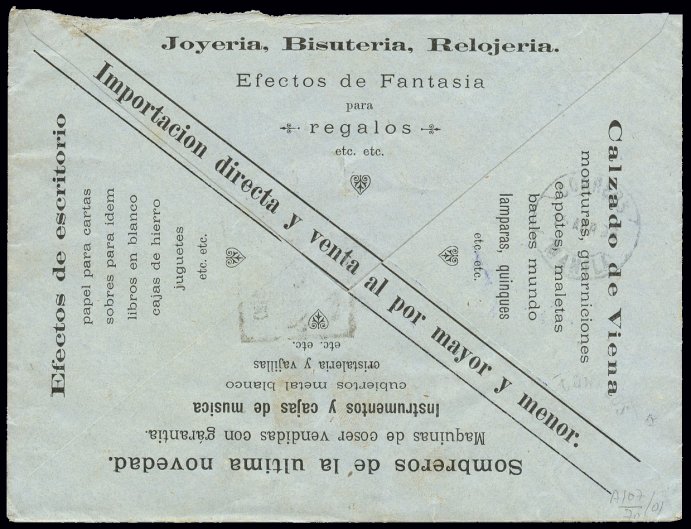 Joyeria, Bisuteria, Relojeria.
Efectos de Fantasia
para
regalos
etc. etc.
Importacion directa y venta al por mayor y menor.
Calzado de Viena
monturas, guarniciones
capotes, maletas
baules mundo
lamparas, quinques
etc. etc.
Sombreros de la ultima novedad.
Maquinas de coser vendidas con gárantia.
Instrumentos y cajas de musica
cubiertos metal blanco
cristaleria y vajillas
etc. etc.
Efectos de escritorio
papel para cartas
sobres para idem
libros en blanco
cajas de hierro
juguetes
etc. etc.